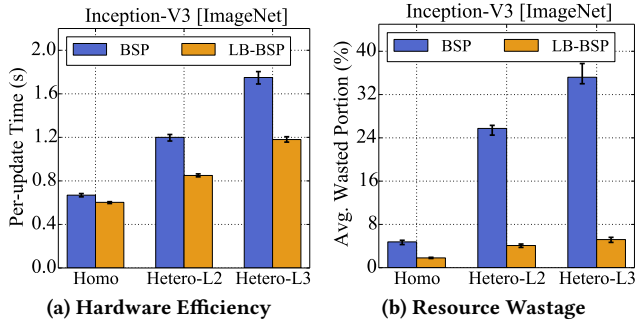 Inception-V3 [ImageNet]
BSP LB-BSP
Per-update Time (s)
2.0
1.6
1.2
0.8
0.4
0.0
Homo Hetero-L2 Hetero-L3
(a) Hardware Efficiency
Inception-V3 [ImageNet]
BSP LB-BSP
Avg. Wasted Portion (%)
40
32
24
16
8
0
Homo Hetero-L2 Hetero-L3
(b) Resource Wastage